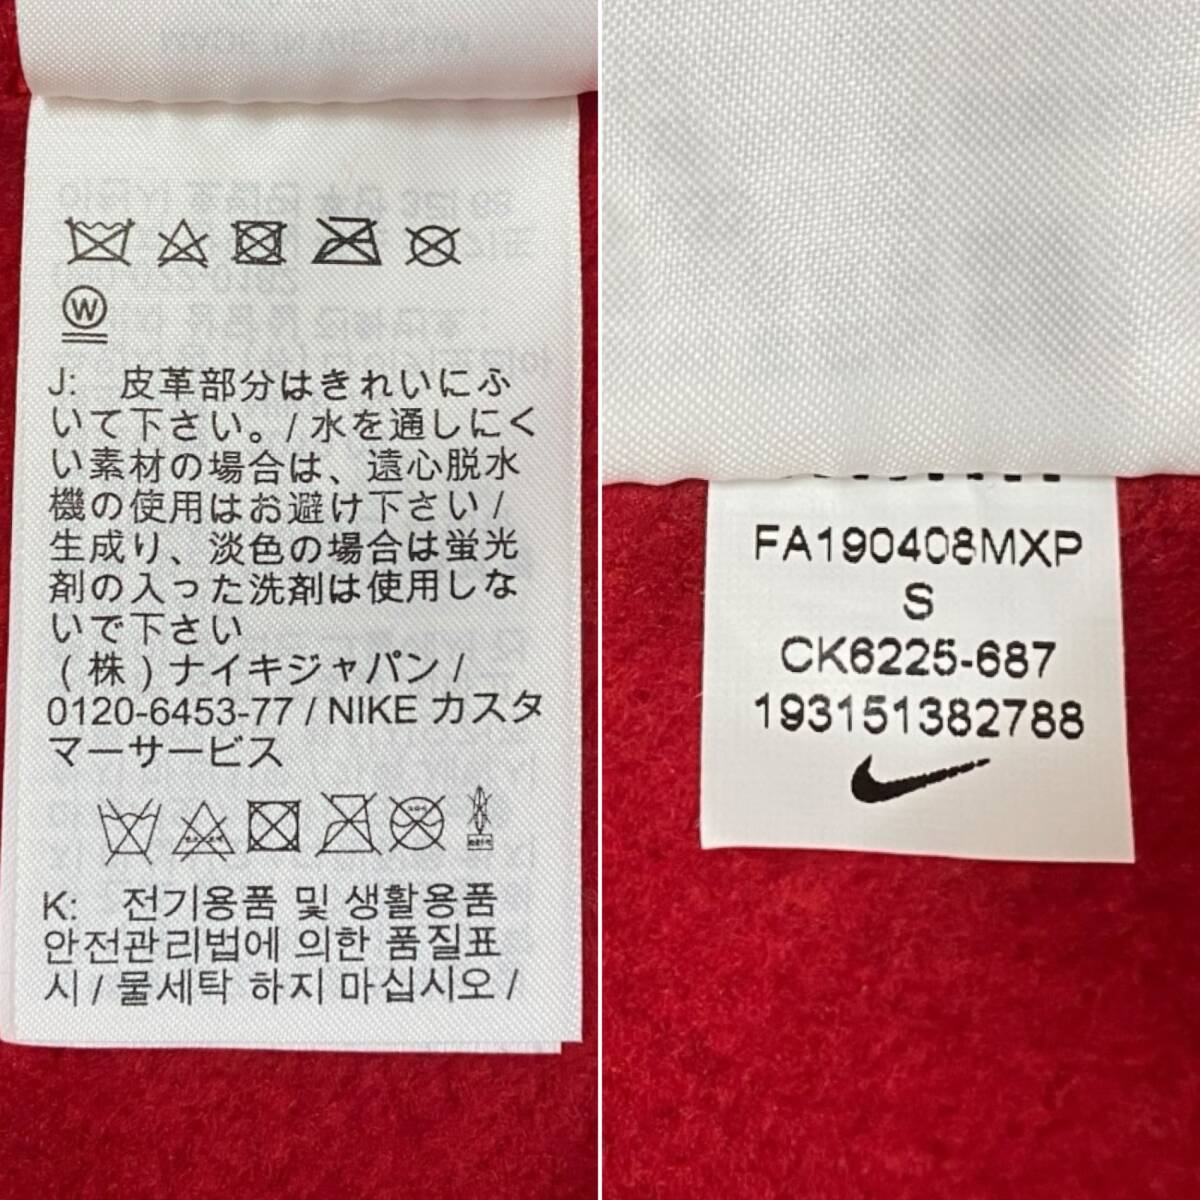 W
J: 皮革部分はきれいにふ
いて下さい。/ 水を通しにく
い素材の場合は、遠心脱水
機の使用はお避け下さい /
生成り、淡色の場合は蛍光
剤の入った洗剤は使用しな
いで下さい
(株) ナイキジャパン /
0120-6453-77 / NIKE カスタ
マーサービス
K: 전기용품 및 생활용품
안전관리법에 의한 품질표
시 / 물세탁 하지 마십시오 /
FA190408MXP
S
CK6225-687
193151382788